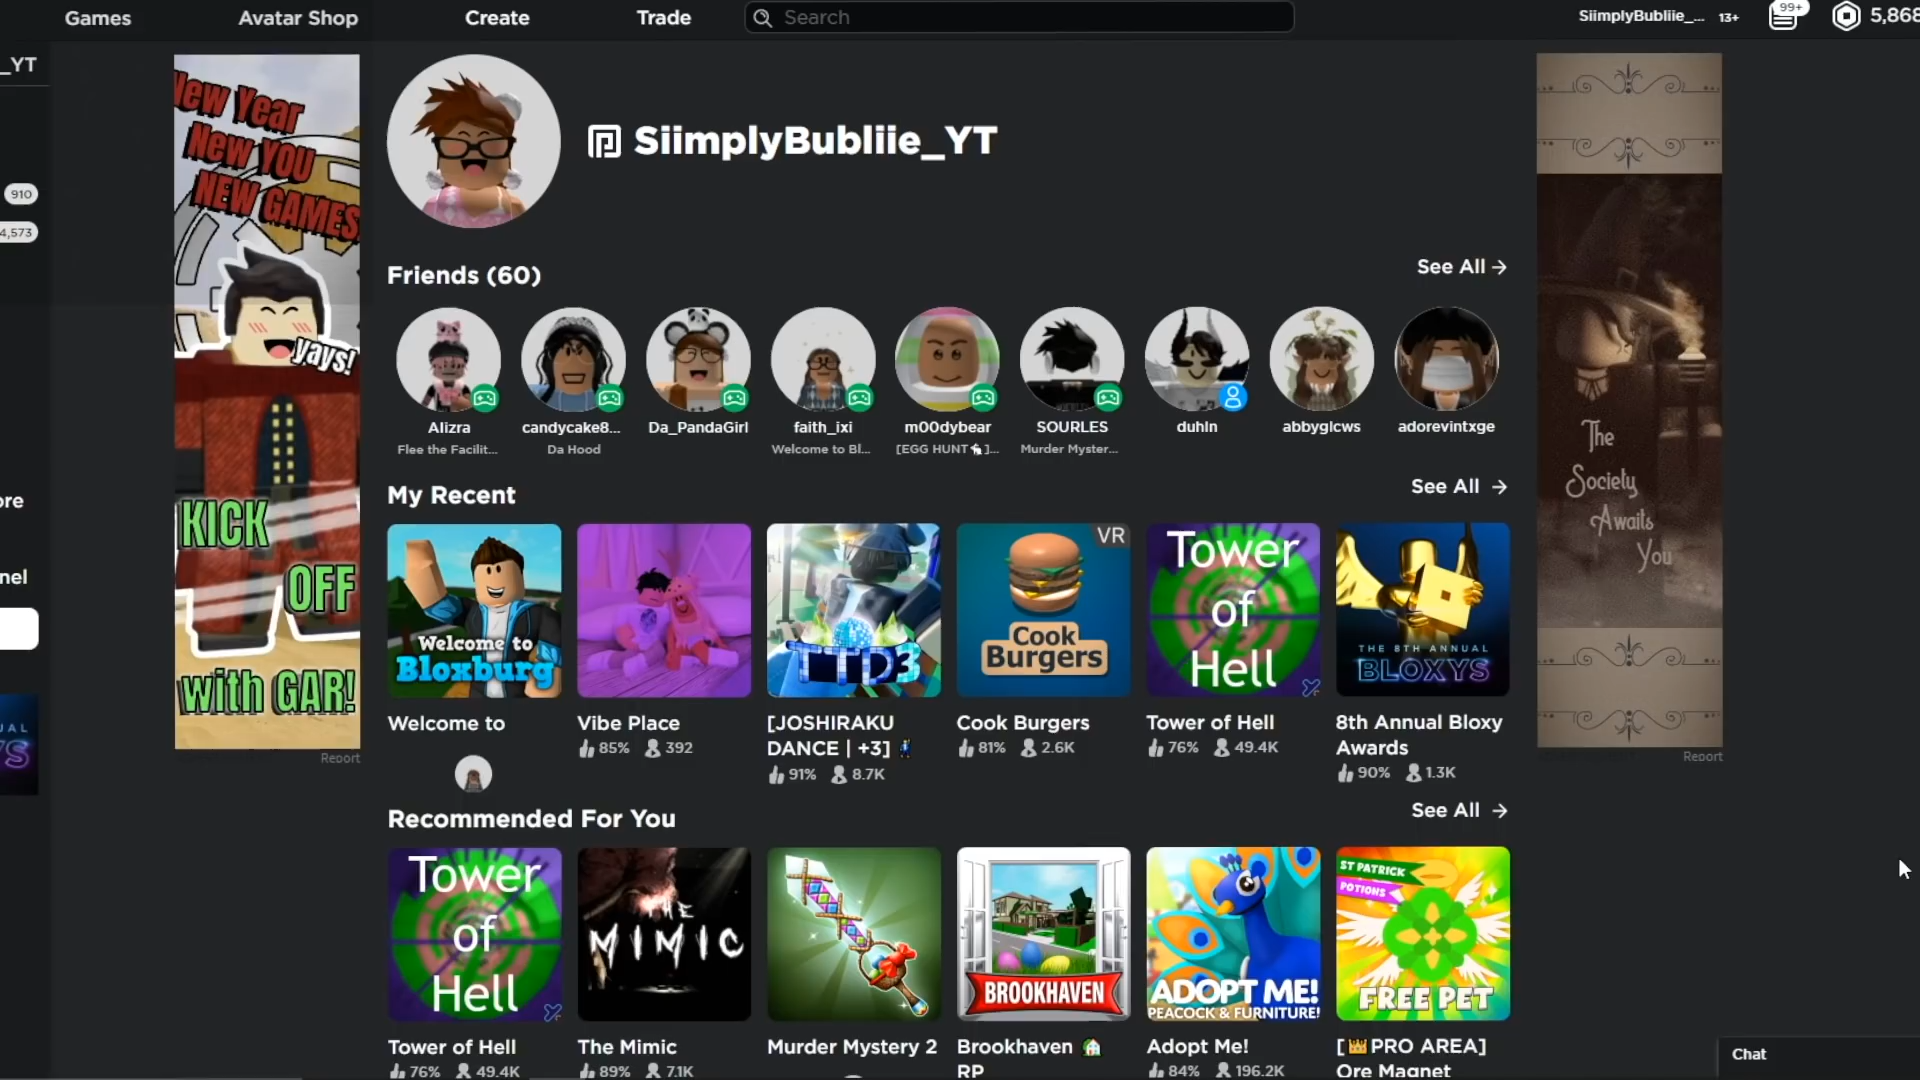 Games
Avatar Shop
Create
Trade
Search
SiimplyBubliie_...
13+
99+
5,868
_YT
910
4,573
ore
nel
UAL
YS
New Year
New YOU
NEW GAMES
yays!
KICK
OFF
with GAR!
Report
SiimplyBubliie_YT
Friends (60)
See All →
Alizra
candycake8...
Da_PandaGirl
faith_ixi
m00dybear
SOURLES
duhln
abbyglcws
adorevintxge
Flee the Facilit...
Da Hood
Welcome to Bl...
[EGG HUNT🐇]...
Murder Myster...
My Recent
See All →
Welcome to
Bloxburg
TTD3
VR
Cook
Burgers
Tower
of
Hell
THE 8TH ANNUAL
BLOXYS
Welcome to
Vibe Place
85% 392
[JOSHIRAKU
DANCE | +3] 🕺
91% 8.7K
Cook Burgers
81% 2.6K
Tower of Hell
76% 49.4K
8th Annual Bloxy
Awards
90% 1.3K
Recommended For You
See All →
Tower
of
Hell
THE
MIMIC
BROOKHAVEN
ADOPT ME!
PEACOCK & FURNITURE!
ST PATRICK
POTIONS
FREE PET
Tower of Hell
76% 49.4K
The Mimic
89% 7.1K
Murder Mystery 2
Brookhaven 🏡
RP
Adopt Me!
84% 196.2K
[👑PRO AREA]
Ore Magnet
The
Society
Awaits
You
Report
Chat